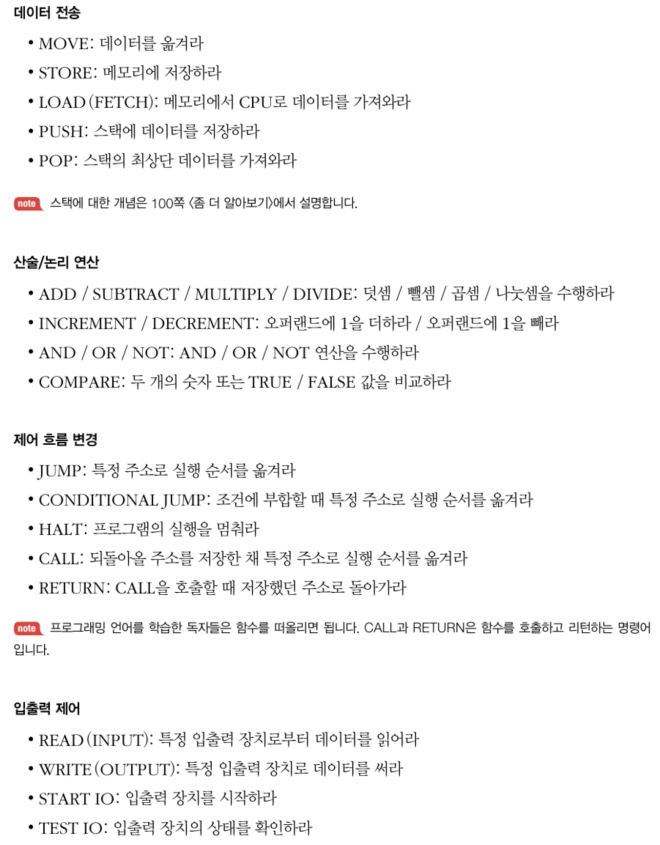 데이터 전송
• MOVE: 데이터를 옮겨라
• STORE: 메모리에 저장하라
• LOAD(FETCH): 메모리에서 CPU로 데이터를 가져와라
• PUSH: 스택에 데이터를 저장하라
• POP: 스택의 최상단 데이터를 가져와라
note 스택에 대한 개념은 100쪽 〈좀 더 알아보기〉에서 설명합니다.
산술/논리 연산
• ADD / SUBTRACT / MULTIPLY / DIVIDE: 덧셈 / 뺄셈 / 곱셈 / 나눗셈을 수행하라
• INCREMENT / DECREMENT: 오퍼랜드에 1을 더하라 / 오퍼랜드에 1을 빼라
• AND / OR / NOT: AND / OR / NOT 연산을 수행하라
• COMPARE: 두 개의 숫자 또는 TRUE / FALSE 값을 비교하라
제어 흐름 변경
• JUMP: 특정 주소로 실행 순서를 옮겨라
• CONDITIONAL JUMP: 조건에 부합할 때 특정 주소로 실행 순서를 옮겨라
• HALT: 프로그램의 실행을 멈춰라
• CALL: 되돌아올 주소를 저장한 채 특정 주소로 실행 순서를 옮겨라
• RETURN: CALL을 호출할 때 저장했던 주소로 돌아가라
note 프로그래밍 언어를 학습한 독자들은 함수를 떠올리면 됩니다. CALL과 RETURN은 함수를 호출하고 리턴하는 명령어
입니다.
입출력 제어
• READ(INPUT): 특정 입출력 장치로부터 데이터를 읽어라
• WRITE(OUTPUT): 특정 입출력 장치로 데이터를 써라
• START IO: 입출력 장치를 시작하라
• TEST IO: 입출력 장치의 상태를 확인하라